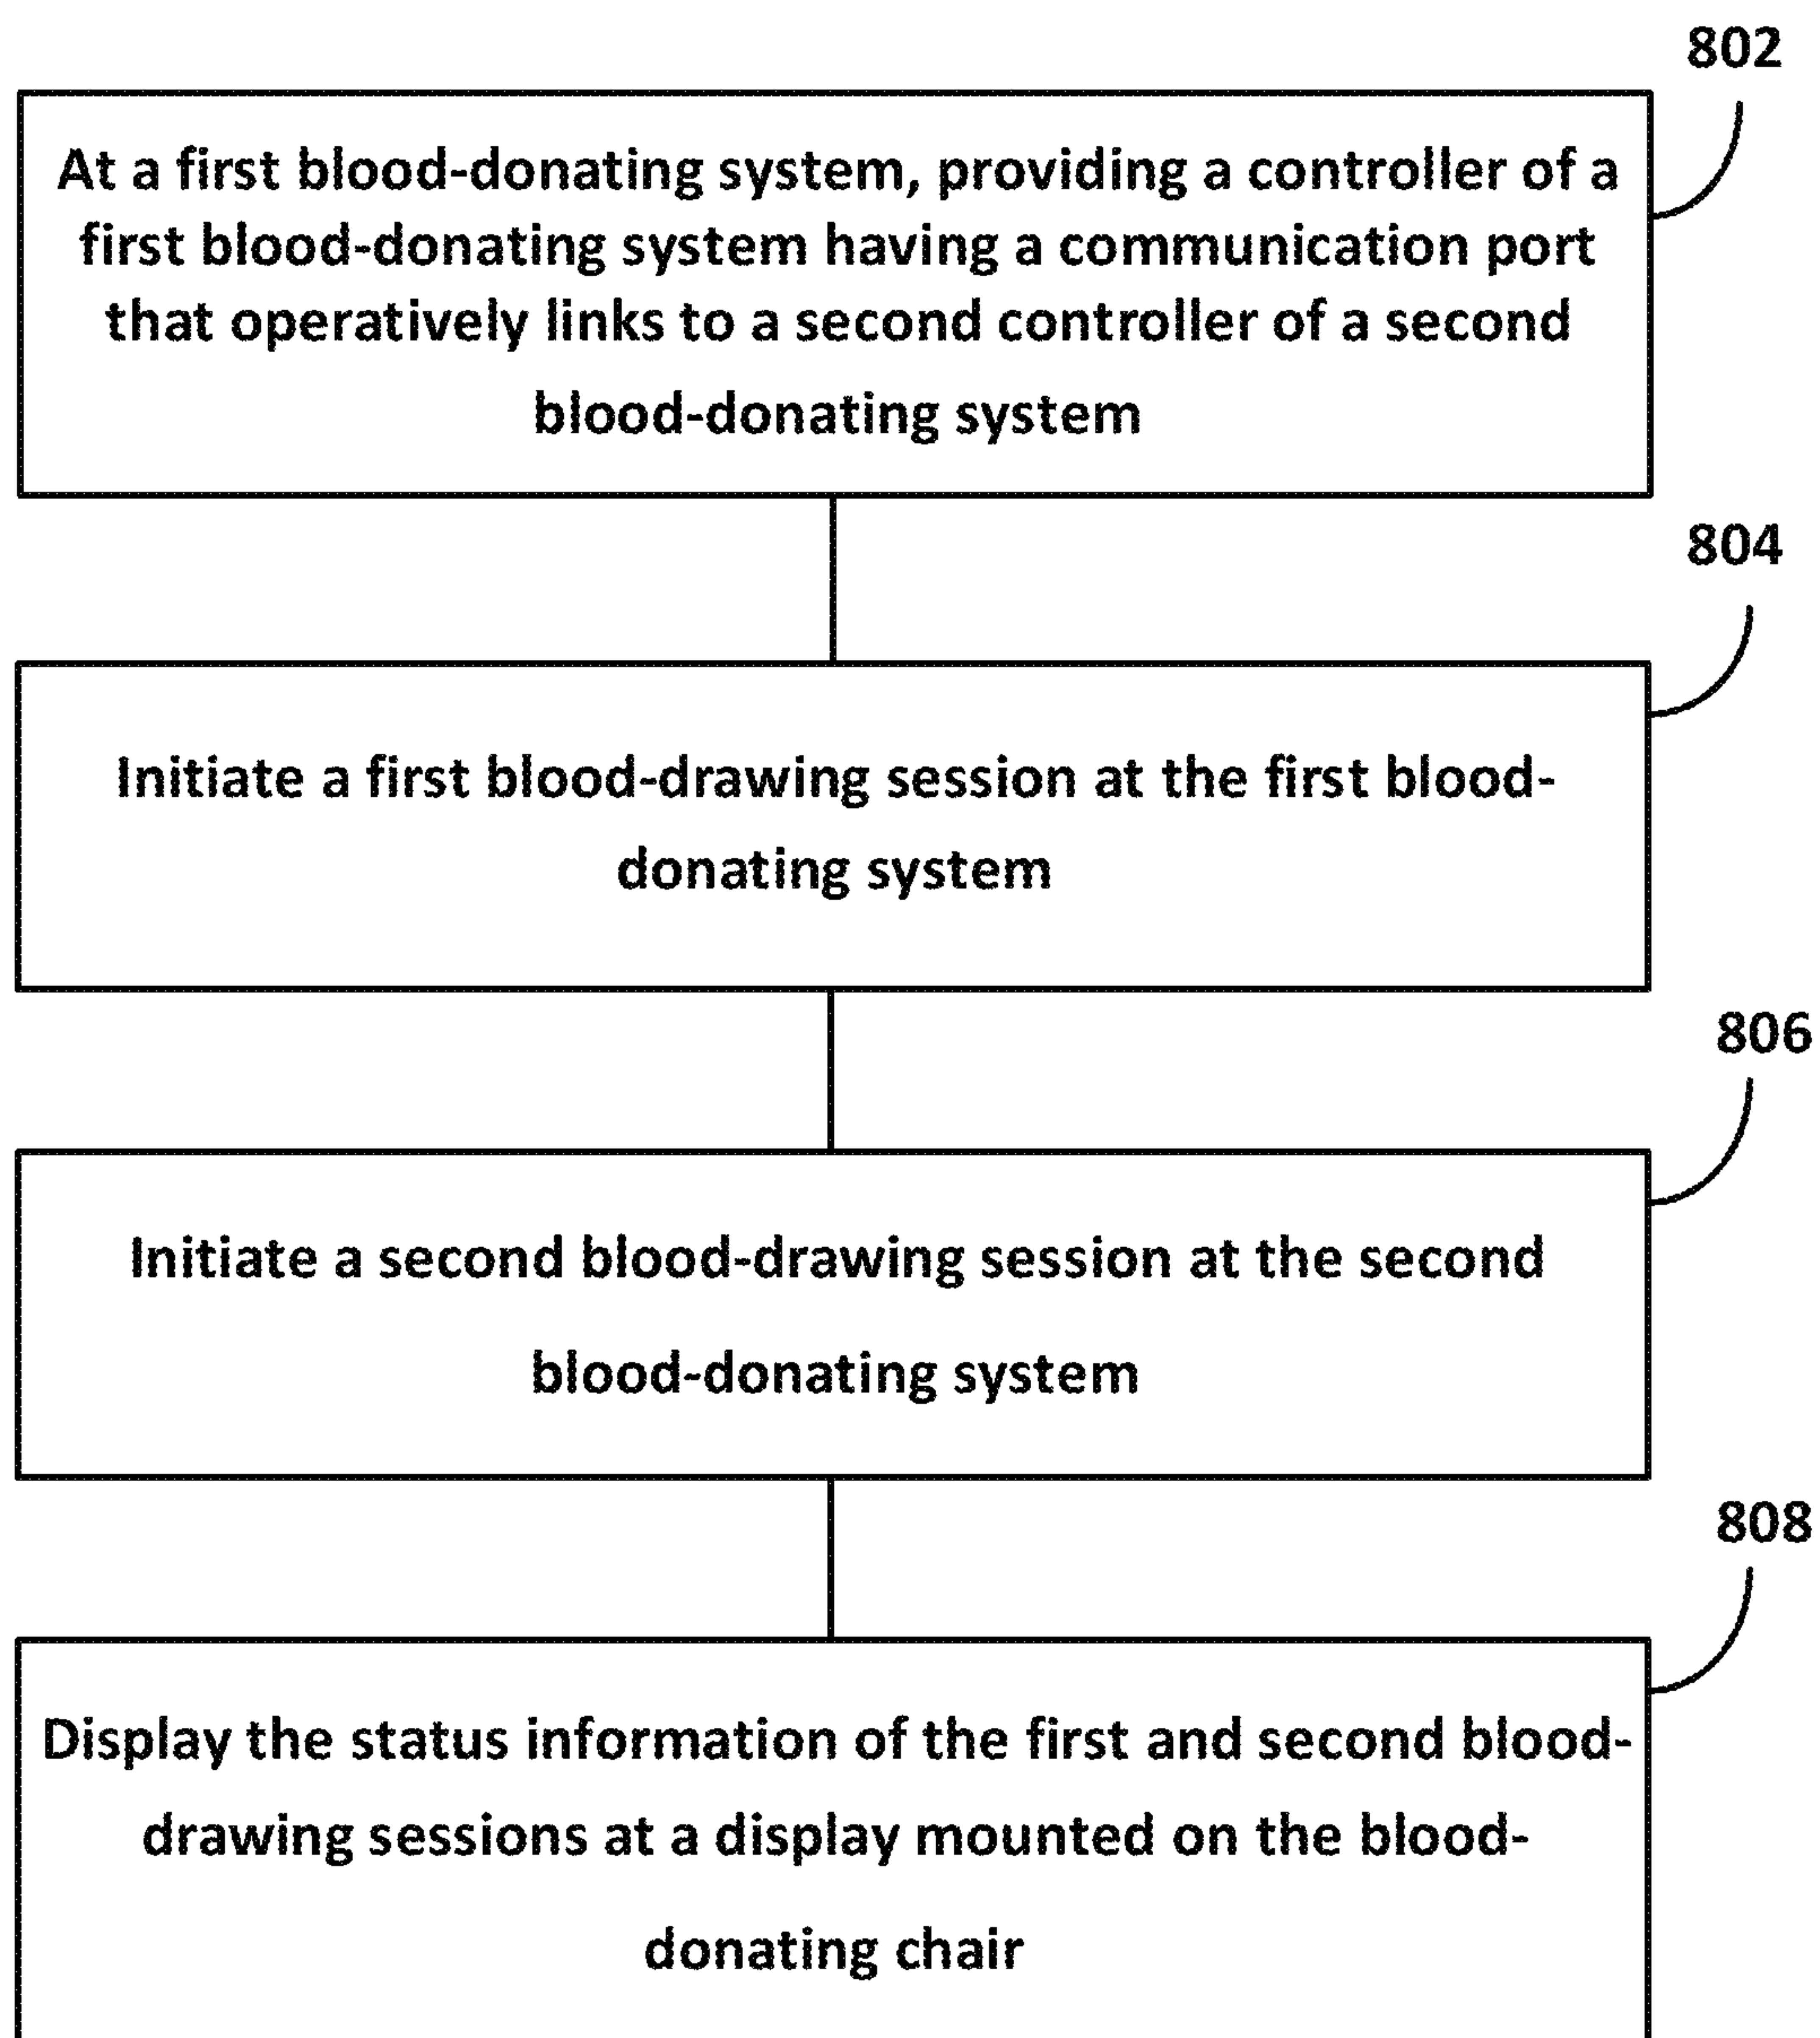 802
At a first blood-donating system, providing a controller of a
first blood-donating system having a communication port
that operatively links to a second controller of a second
blood-donating system
804
Initiate a first blood-drawing session at the first blood-
donating system
806
Initiate a second blood-drawing session at the second
blood-donating system
808
Display the status information of the first and second blood-
drawing sessions at a display mounted on the blood-
donating chair